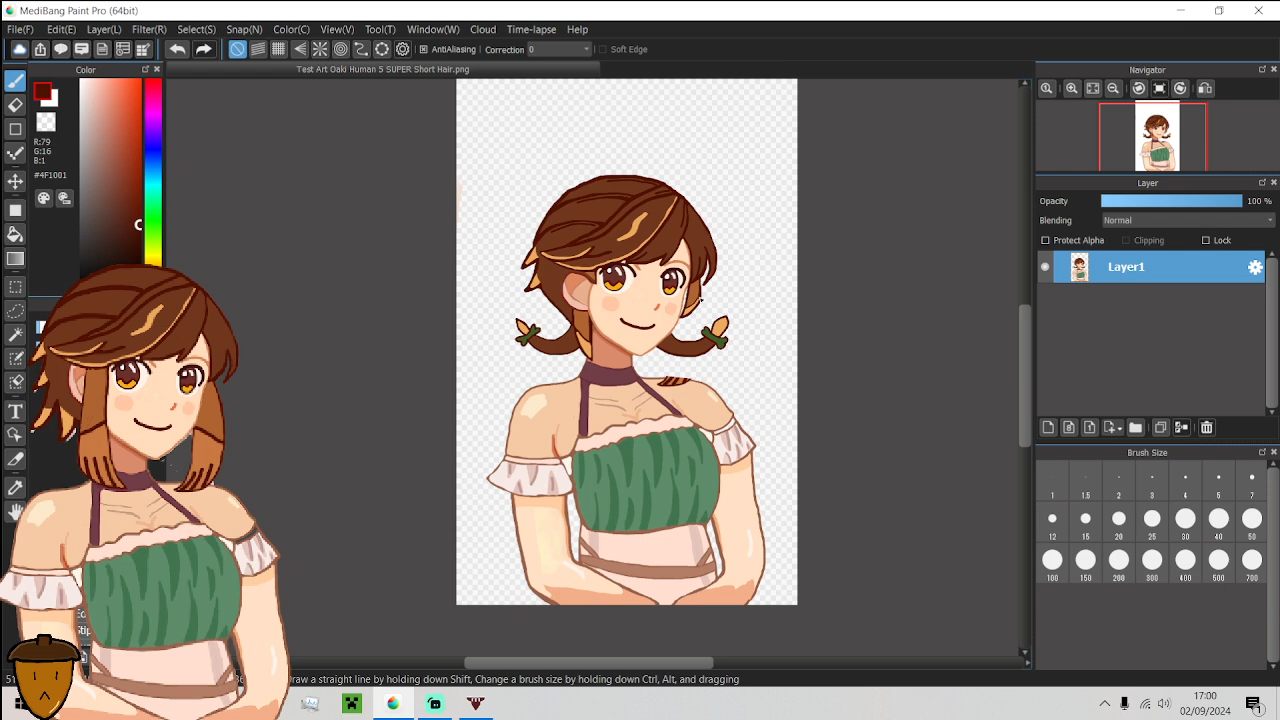 MediBang Paint Pro (64bit)
File(F) Edit(E) Layer(L) Filter(R) Select(S) Snap(N) Color(C) View(V) Tool(T) Window(W) Cloud Time-lapse Help
AntiAliasing Correction 0 Soft Edge
Color
Test Art Oaki Human 5 SUPER Short Hair.png
Navigator
R:79
G:16
B:1
#4F1001
Layer
Opacity 100 %
Blending Normal
Protect Alpha Clipping Lock
Layer1
Brush Size
1 1.5 2 3 4 5 7
12 15 20 25 30 40 50
100 150 200 300 400 500 700
Draw a straight line by holding down Shift, Change a brush size by holding down Ctrl, Alt, and dragging
17:00
02/09/2024